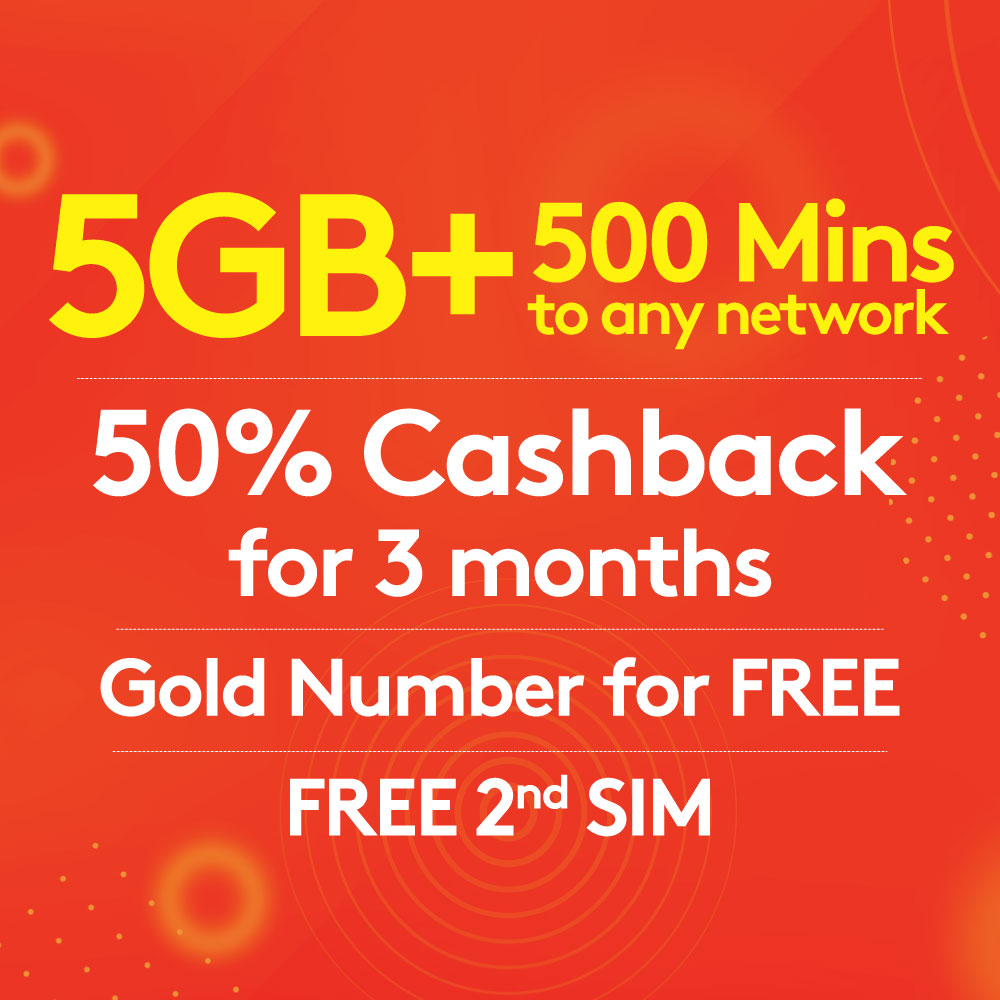 5GB+ 500 Mins
to any network
50% Cashback
for 3 months
Gold Number for FREE
FREE 2nd SIM